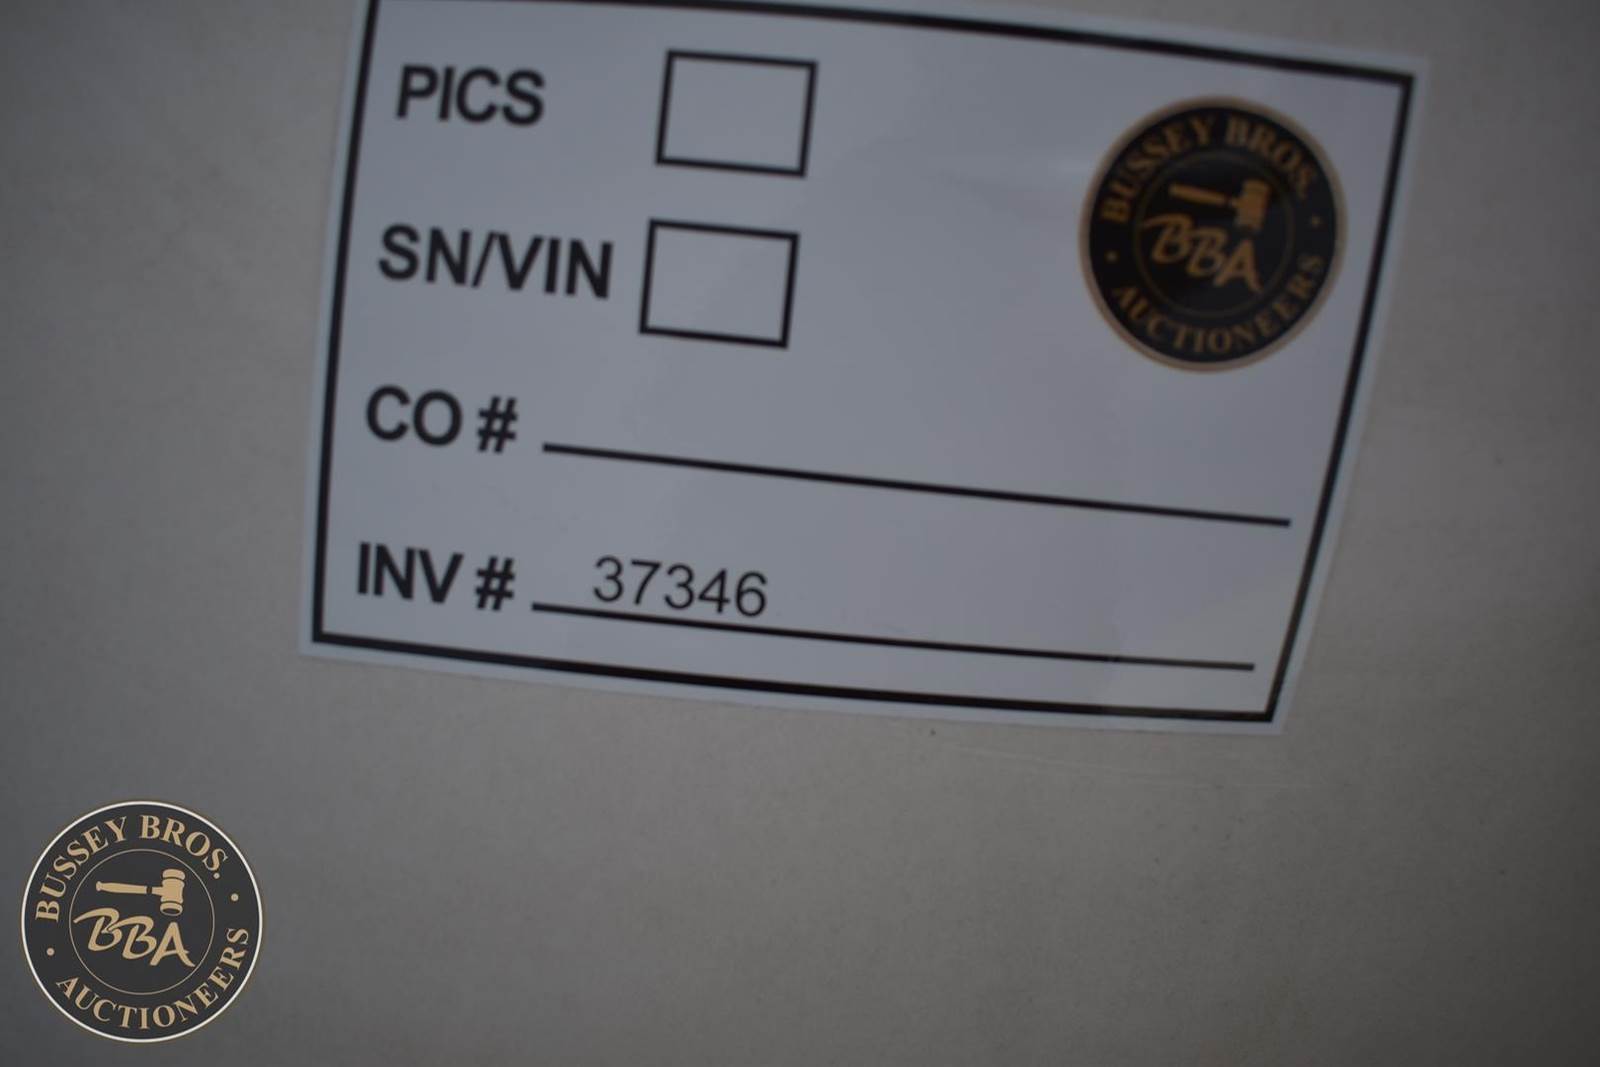 PICS
BUSSEY BROS.
BBA
AUCTIONEERS
SN/VIN
CO #
INV # 37346
BUSSEY BROS.
BBA
AUCTIONEERS